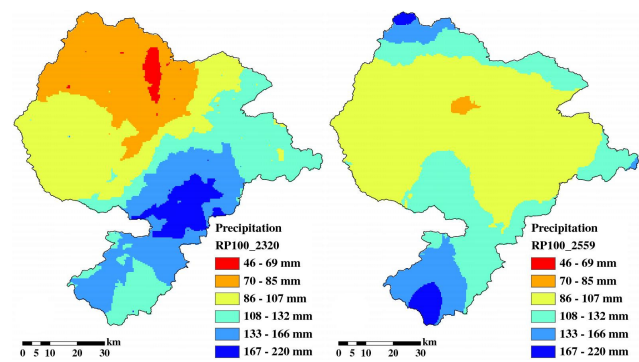 Precipitation
RP100_2320
46 - 69 mm
70 - 85 mm
86 - 107 mm
108 - 132 mm
133 - 166 mm
167 - 220 mm
0 5 10 20 30 km
Precipitation
RP100_2559
46 - 69 mm
70 - 85 mm
86 - 107 mm
108 - 132 mm
133 - 166 mm
167 - 220 mm
0 5 10 20 30 km